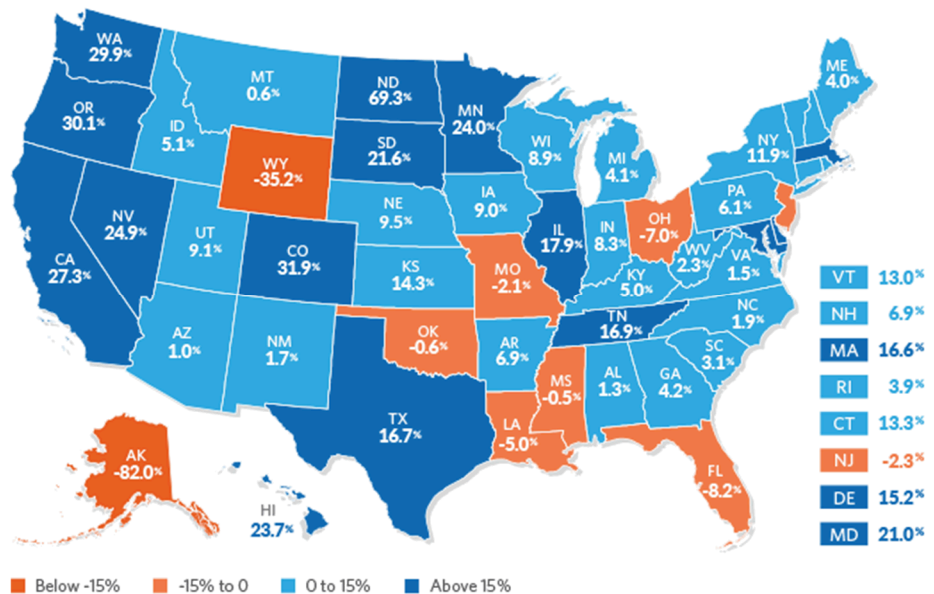 WA
29.9%
OR
30.1%
CA
27.3%
NV
24.9%
ID
5.1%
MT
0.6%
WY
-35.2%
UT
9.1%
CO
31.9%
AZ
1.0%
NM
1.7%
ND
69.3%
SD
21.6%
NE
9.5%
KS
14.3%
OK
-0.6%
TX
16.7%
MN
24.0%
IA
9.0%
MO
-2.1%
AR
6.9%
LA
-5.0%
WI
8.9%
IL
17.9%
MI
4.1%
IN
8.3%
OH
-7.0%
KY
5.0%
TN
16.9%
MS
-0.5%
AL
1.3%
GA
4.2%
FL
-8.2%
SC
3.1%
NC
1.9%
VA
1.5%
WV
2.3%
PA
6.1%
NY
11.9%
ME
4.0%
AK
-82.0%
HI
23.7%
VT 13.0%
NH 6.9%
MA 16.6%
RI 3.9%
CT 13.3%
NJ -2.3%
DE 15.2%
MD 21.0%
Below -15% -15% to 0 0 to 15% Above 15%